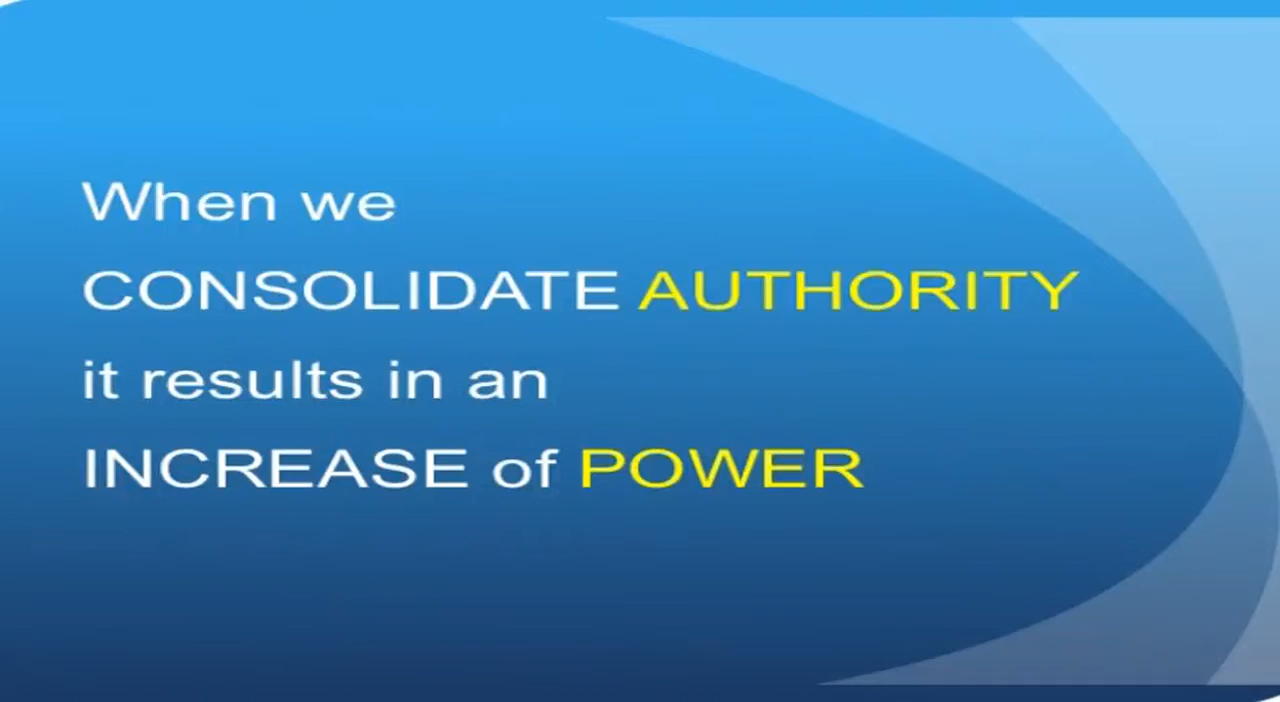 When we
CONSOLIDATE AUTHORITY
it results in an
INCREASE of POWER